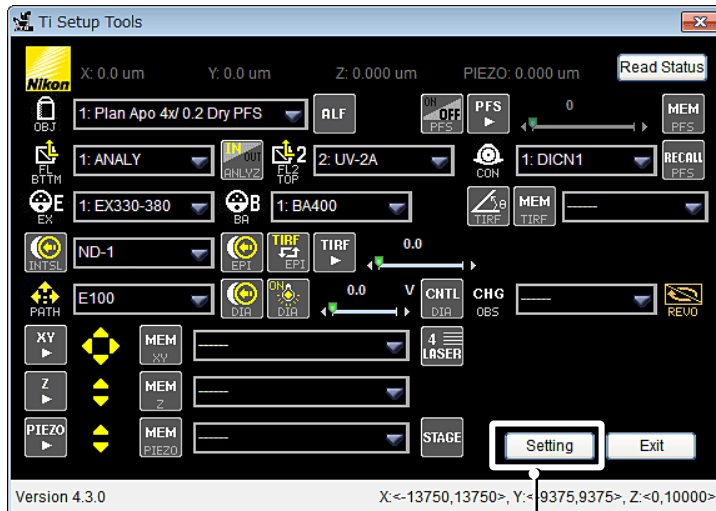 Ti Setup Tools
Nikon X: 0.0 um Y: 0.0 um Z: 0.000 um PIEZO: 0.000 um Read Status
OBJ 1: Plan Apo 4x/ 0.2 Dry PFS ALF ON OFF PFS PFS 0 MEM PFS
FL BTTM 1: ANALY IN OUT ANLYZ 2 FL2 TOP 2: UV-2A CON 1: DICN1 RECALL PFS
E EX 1: EX330-380 B BA 1: BA400 θ TIRF MEM TIRF -----
INTSL ND-1 EPI TIRF EPI TIRF 0.0
PATH E100 DIA ON DIA 0.0 V CNTL DIA CHG OBS ----- REVO
XY MEM XY ----- 4 LASER
Z MEM Z -----
PIEZO MEM PIEZO ----- STAGE Setting Exit
Version 4.3.0 X:<-13750,13750>, Y:<-9375,9375>, Z:<0,10000>